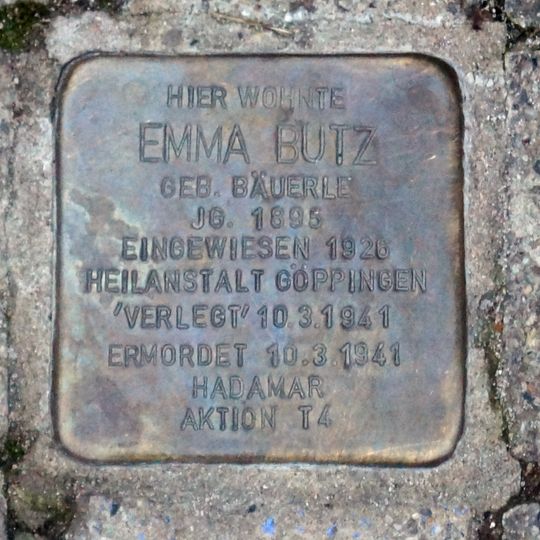 HIER WOHNTE
EMMA BUTZ
GEB. BÄUERLE
JG. 1895
EINGEWIESEN 1926
HEILANSTALT GÖPPINGEN
'VERLEGT' 10.3.1941
ERMORDET 10.3.1941
HADAMAR
AKTION T4